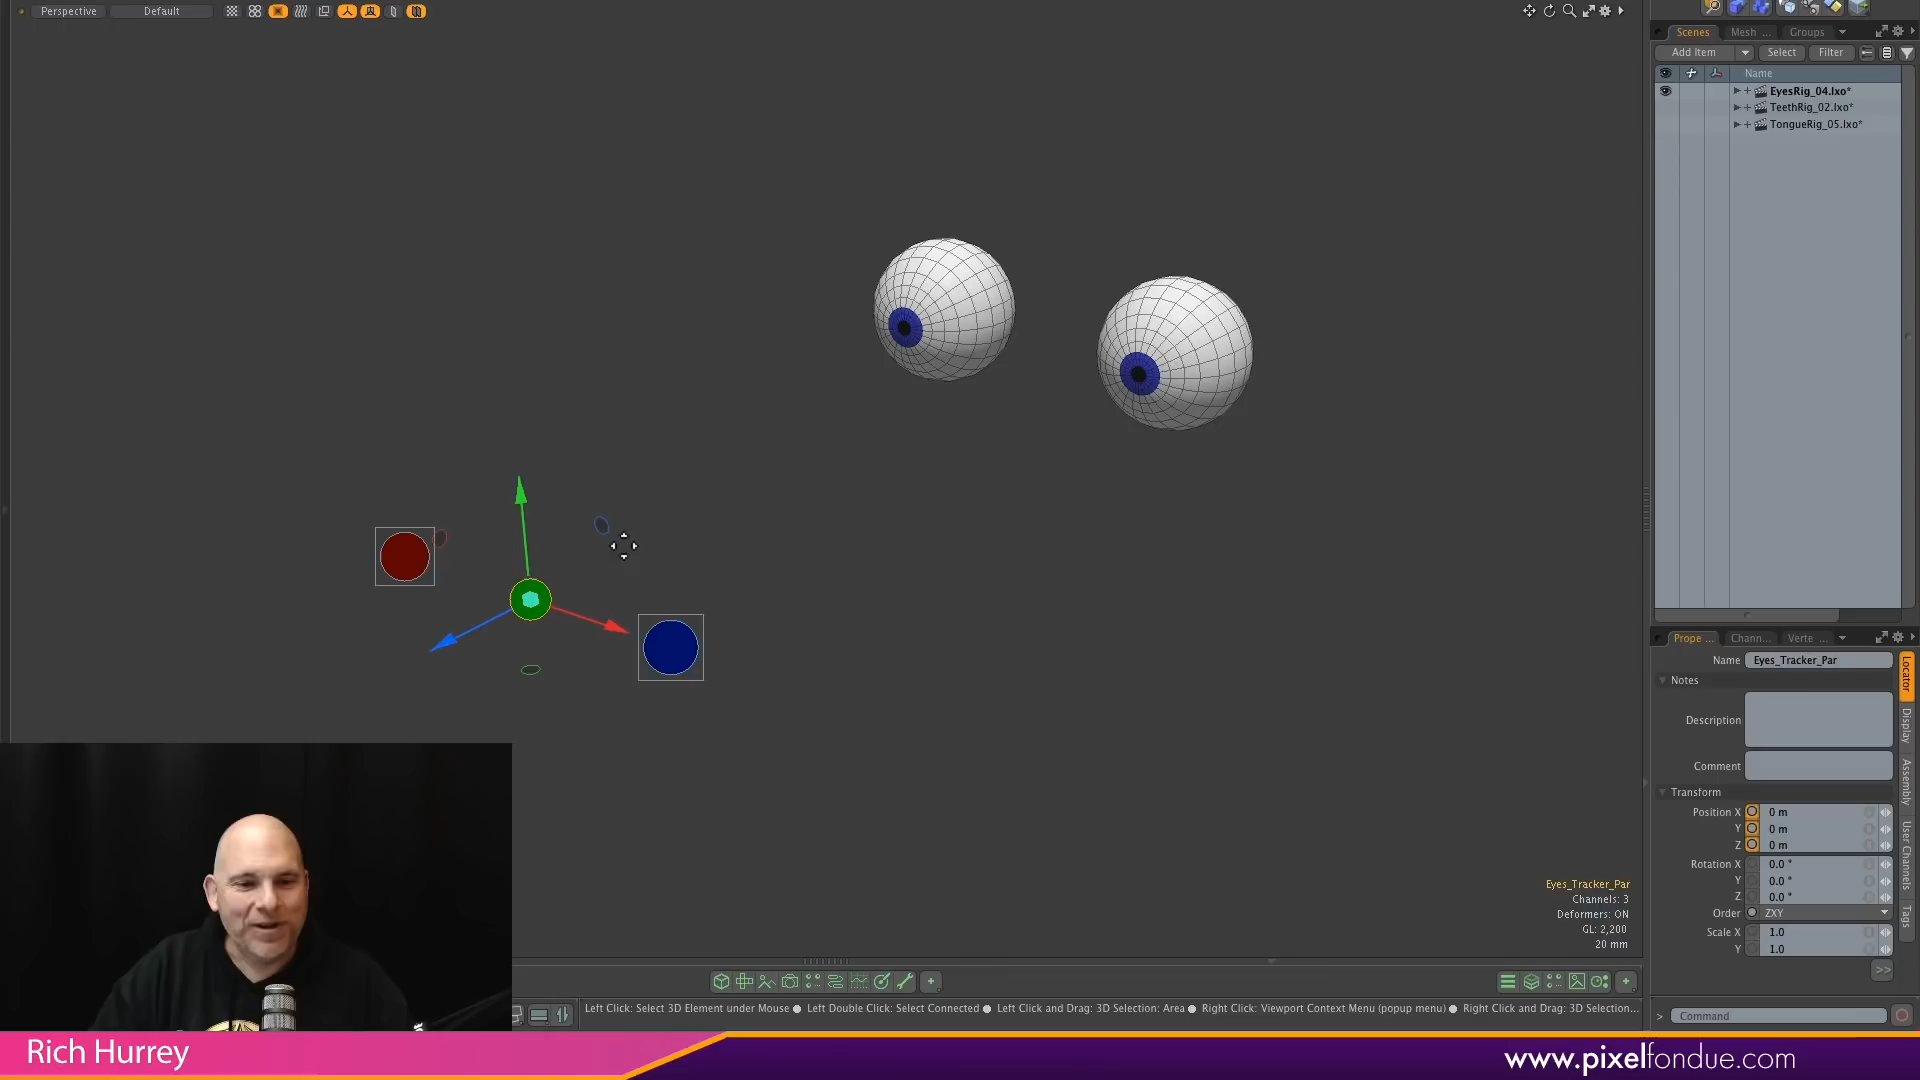 Perspective
Default
Scenes
Mesh ...
Groups
Add Item
Select
Filter
Name
EyesRig_04.lxo*
TeethRig_02.lxo*
TongueRig_05.lxo*
Prope ...
Chann...
Verte ...
Name
Eyes_Tracker_Par
Notes
Description
Comment
Transform
Position X
0 m
Y
0 m
Z
0 m
Rotation X
0.0 °
Y
0.0 °
Z
0.0 °
Order
ZXY
Scale X
1.0
Y
1.0
>>
Locator
Display
Assembly
User Channels
Tags
Eyes_Tracker_Par
Channels: 3
Deformers: ON
GL: 2,200
20 mm
Left Click: Select 3D Element under Mouse ● Left Double Click: Select Connected ● Left Click and Drag: 3D Selection: Area ● Right Click: Viewport Context Menu (popup menu) ● Right Click and Drag: 3D Selection...
> Command
Rich Hurrey
www.pixelfondue.com